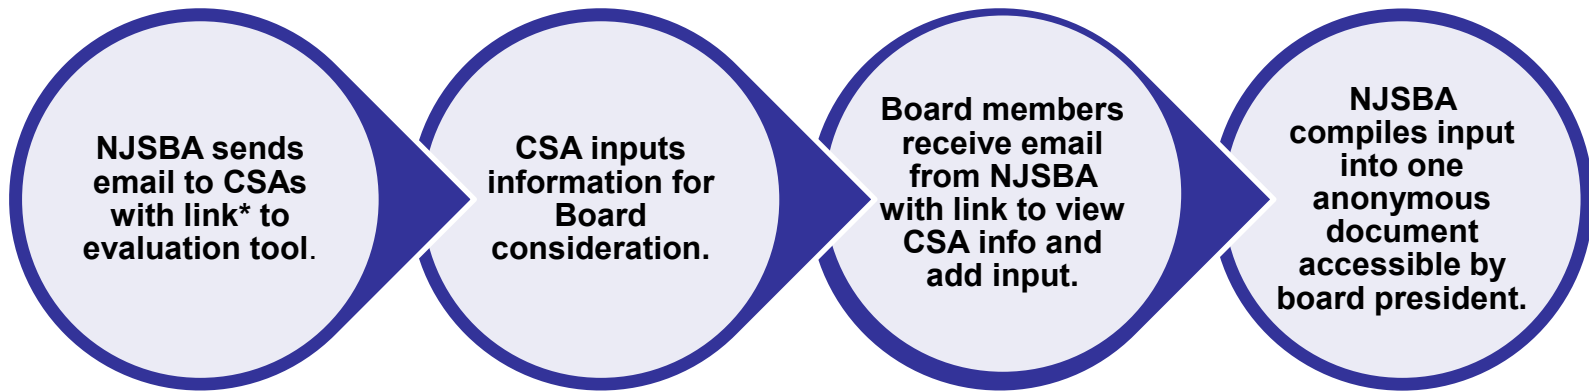 NJSBA sends
email to CSAs
with link* to
evaluation tool.
CSA inputs
information for
Board
consideration.
Board members
receive email
from NJSBA
with link to view
CSA info and
add input.
NJSBA
compiles input
into one
anonymous
document
accessible by
board president.